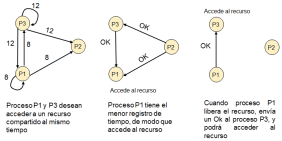 12
P3
12
12
8
P2
P1
8
8
Proceso P1 y P3 desean
acceder a un recurso
compartido al mismo
tiempo
P3
OK
OK
P2
OK
P1
Accede al recurso
Proceso P1 tiene el
menor registro de
tiempo, de modo que
accede al recurso
Accede al recurso
P3
OK
P2
P1
Cuando proceso P1
libera el recurso, envía
un Ok al proceso P3, y
podrá acceder al
recurso